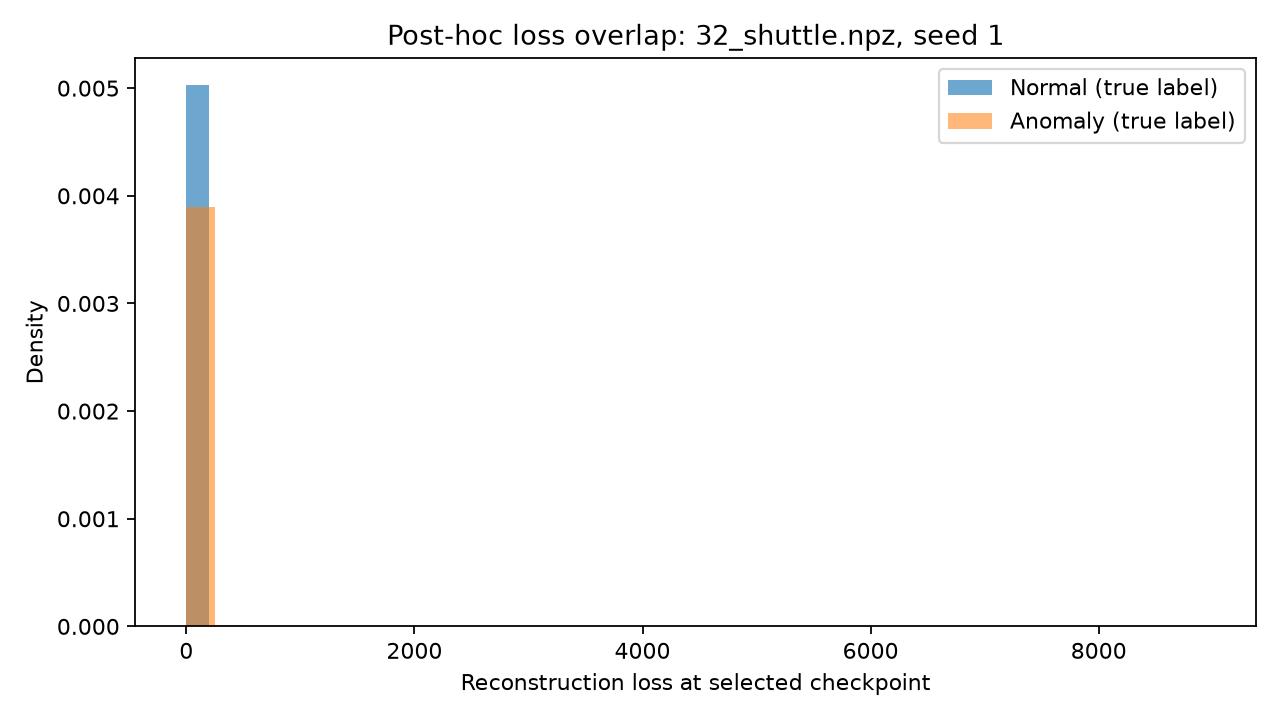 Post-hoc loss overlap: 32_shuttle.npz, seed 1
Normal (true label)
Anomaly (true label)
Density
0.005
0.004
0.003
0.002
0.001
0.000
0 2000 4000 6000 8000
Reconstruction loss at selected checkpoint